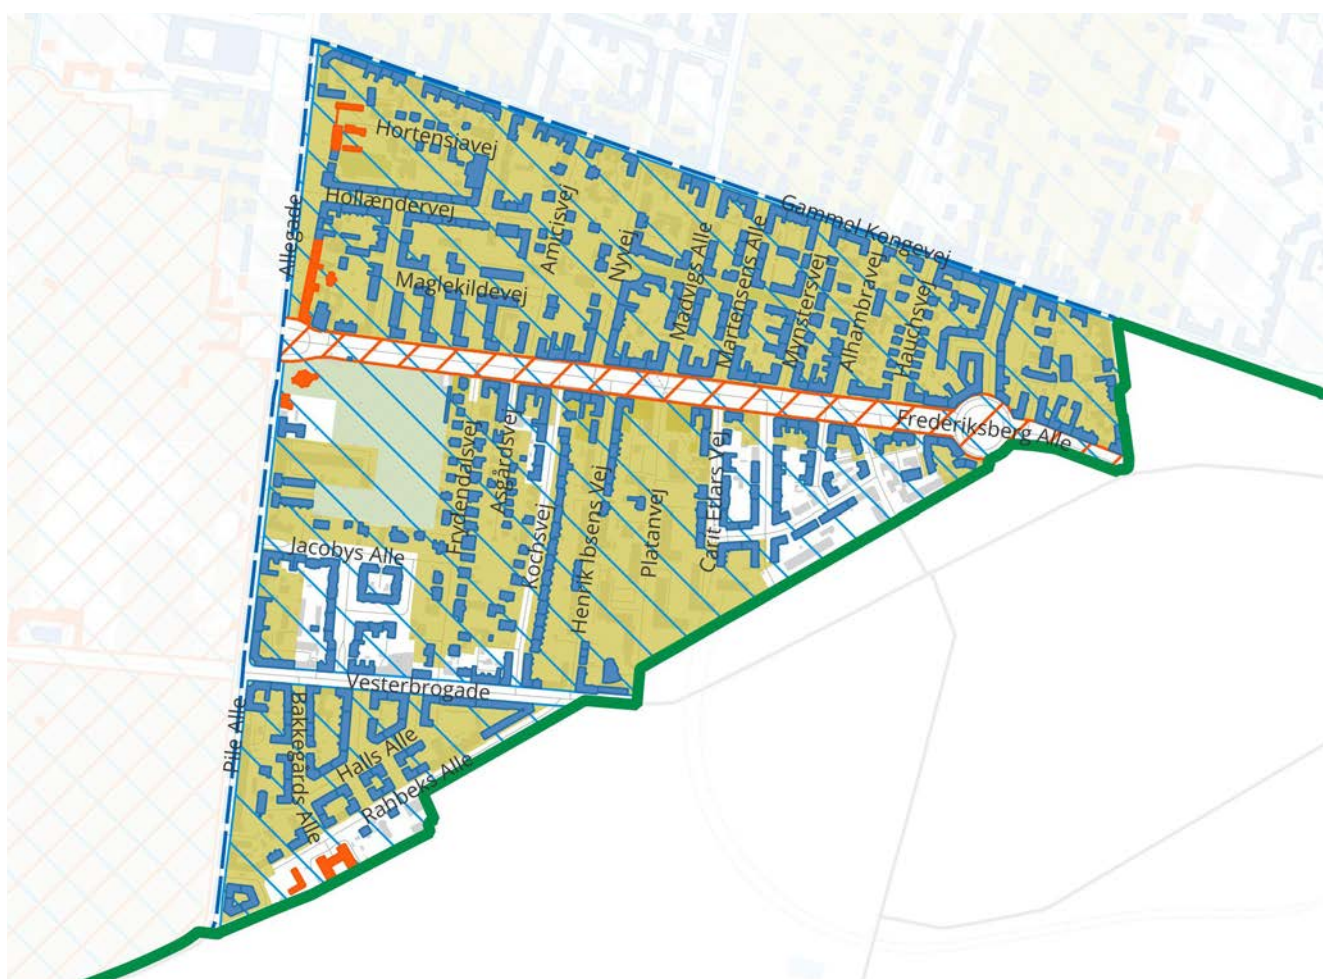 Hortensiavej
Hollændervej
Allegade
Amicisvej
Nyvej
Maglekildevej
Madvigs Alle
Martensens Alle
Gammel Kongevej
Mynstersvej
Alhambravej
Hauchsvej
Frederiksberg Alle
Frydendalsvej
Asgårdsvej
Kochsvej
Henrik Ibsens Vej
Platanvej
Carit Etlars Vej
Jacobys Alle
Vesterbrogade
Pile Alle
Bakkegårds Alle
Halls Alle
Rahbeks Alle